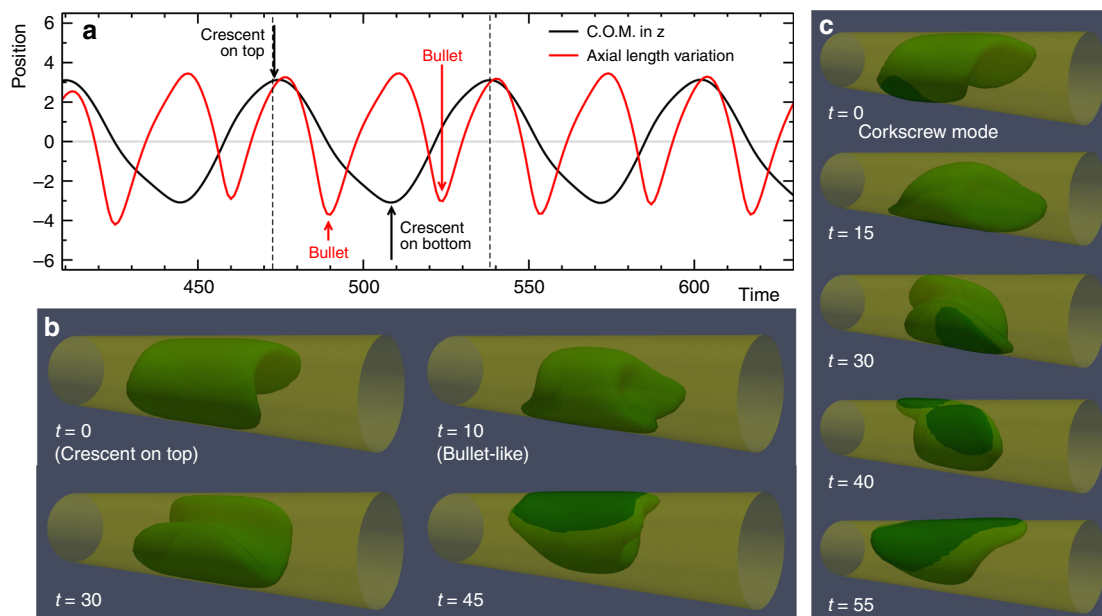 a
Position
6
4
2
0
−2
−4
−6
450
500
550
600
Time
Crescent
on top
Bullet
Bullet
Crescent
on bottom
C.O.M. in z
Axial length variation
b
t = 0
(Crescent on top)
t = 10
(Bullet-like)
t = 30
t = 45
c
t = 0
Corkscrew mode
t = 15
t = 30
t = 40
t = 55